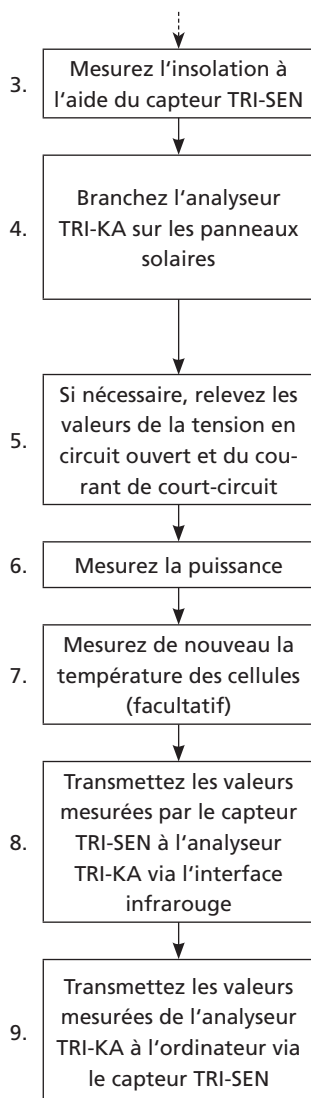 3.
Mesurez l‘insolation à
l‘aide du capteur TRI-SEN
4.
Branchez l‘analyseur
TRI-KA sur les panneaux
solaires
5.
Si nécessaire, relevez les
valeurs de la tension en
circuit ouvert et du cou-
rant de court-circuit
6.
Mesurez la puissance
7.
Mesurez de nouveau la
température des cellules
(facultatif)
8.
Transmettez les valeurs
mesurées par le capteur
TRI-SEN à l‘analyseur
TRI-KA via l‘interface
infrarouge
9.
Transmettez les valeurs
mesurées de l‘analyseur
TRI-KA à l‘ordinateur via
le capteur TRI-SEN